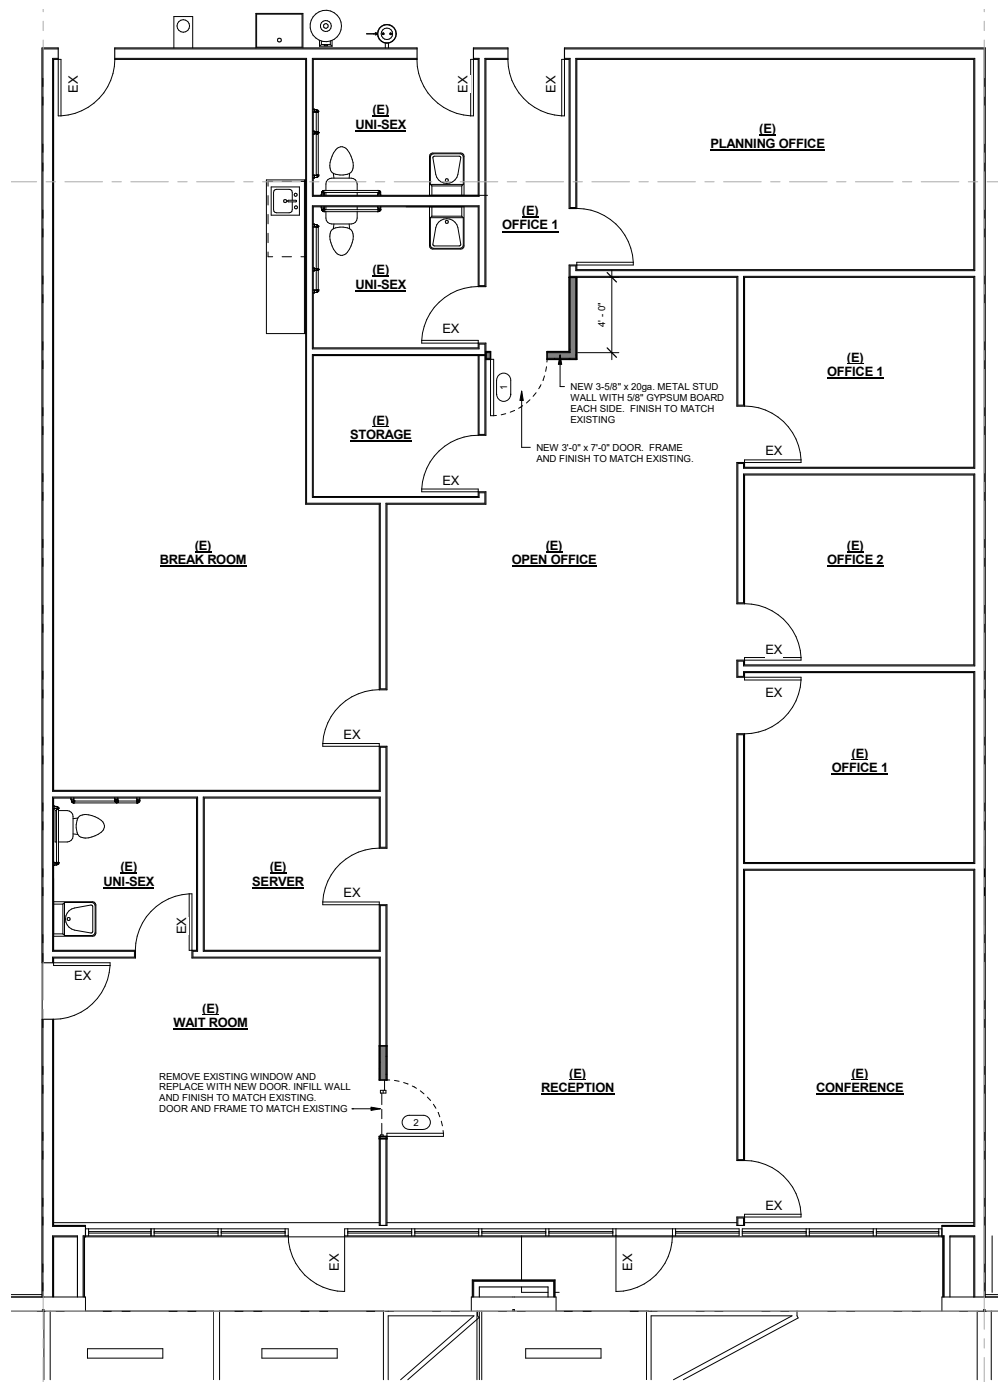 EX
EX
EX
(E)
UNI-SEX
(E)
PLANNING OFFICE
(E)
OFFICE 1
(E)
UNI-SEX
EX
4' - 0"
(E)
OFFICE 1
1
NEW 3-5/8" x 20ga. METAL STUD
WALL WITH 5/8" GYPSUM BOARD
EACH SIDE. FINISH TO MATCH
EXISTING
(E)
STORAGE
NEW 3'-0" x 7'-0" DOOR. FRAME
AND FINISH TO MATCH EXISTING.
EX
EX
(E)
BREAK ROOM
(E)
OPEN OFFICE
(E)
OFFICE 2
EX
EX
EX
(E)
OFFICE 1
(E)
UNI-SEX
(E)
SERVER
EX
EX
EX
(E)
WAIT ROOM
REMOVE EXISTING WINDOW AND
REPLACE WITH NEW DOOR. INFILL WALL
AND FINISH TO MATCH EXISTING.
DOOR AND FRAME TO MATCH EXISTING
2
(E)
RECEPTION
(E)
CONFERENCE
EX
EX
EX